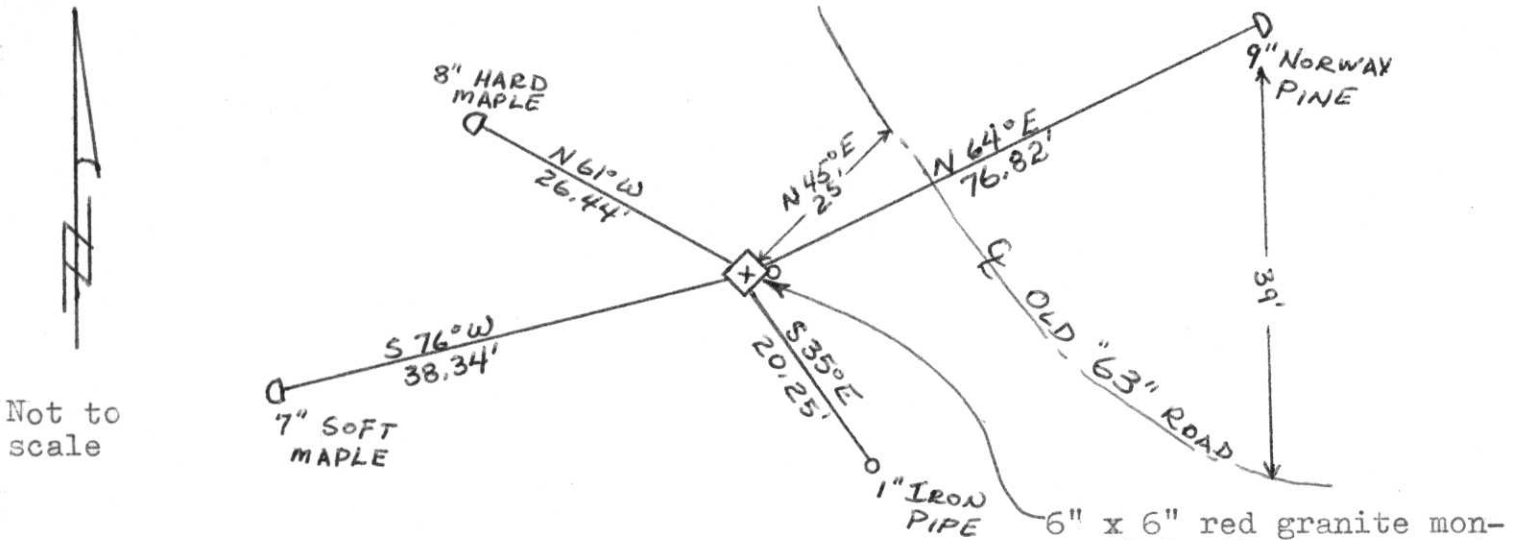 8" HARD
MAPLE
9" NORWAY
PINE
N 61° W
26.44'
N 45° E
25'
N 64° E
76.82'
39'
S 76° W
38.34'
S 35° E
20.25'
℄ OLD "63" ROAD
Not to
scale
7" SOFT
MAPLE
1" IRON
PIPE
6" x 6" red granite mon-